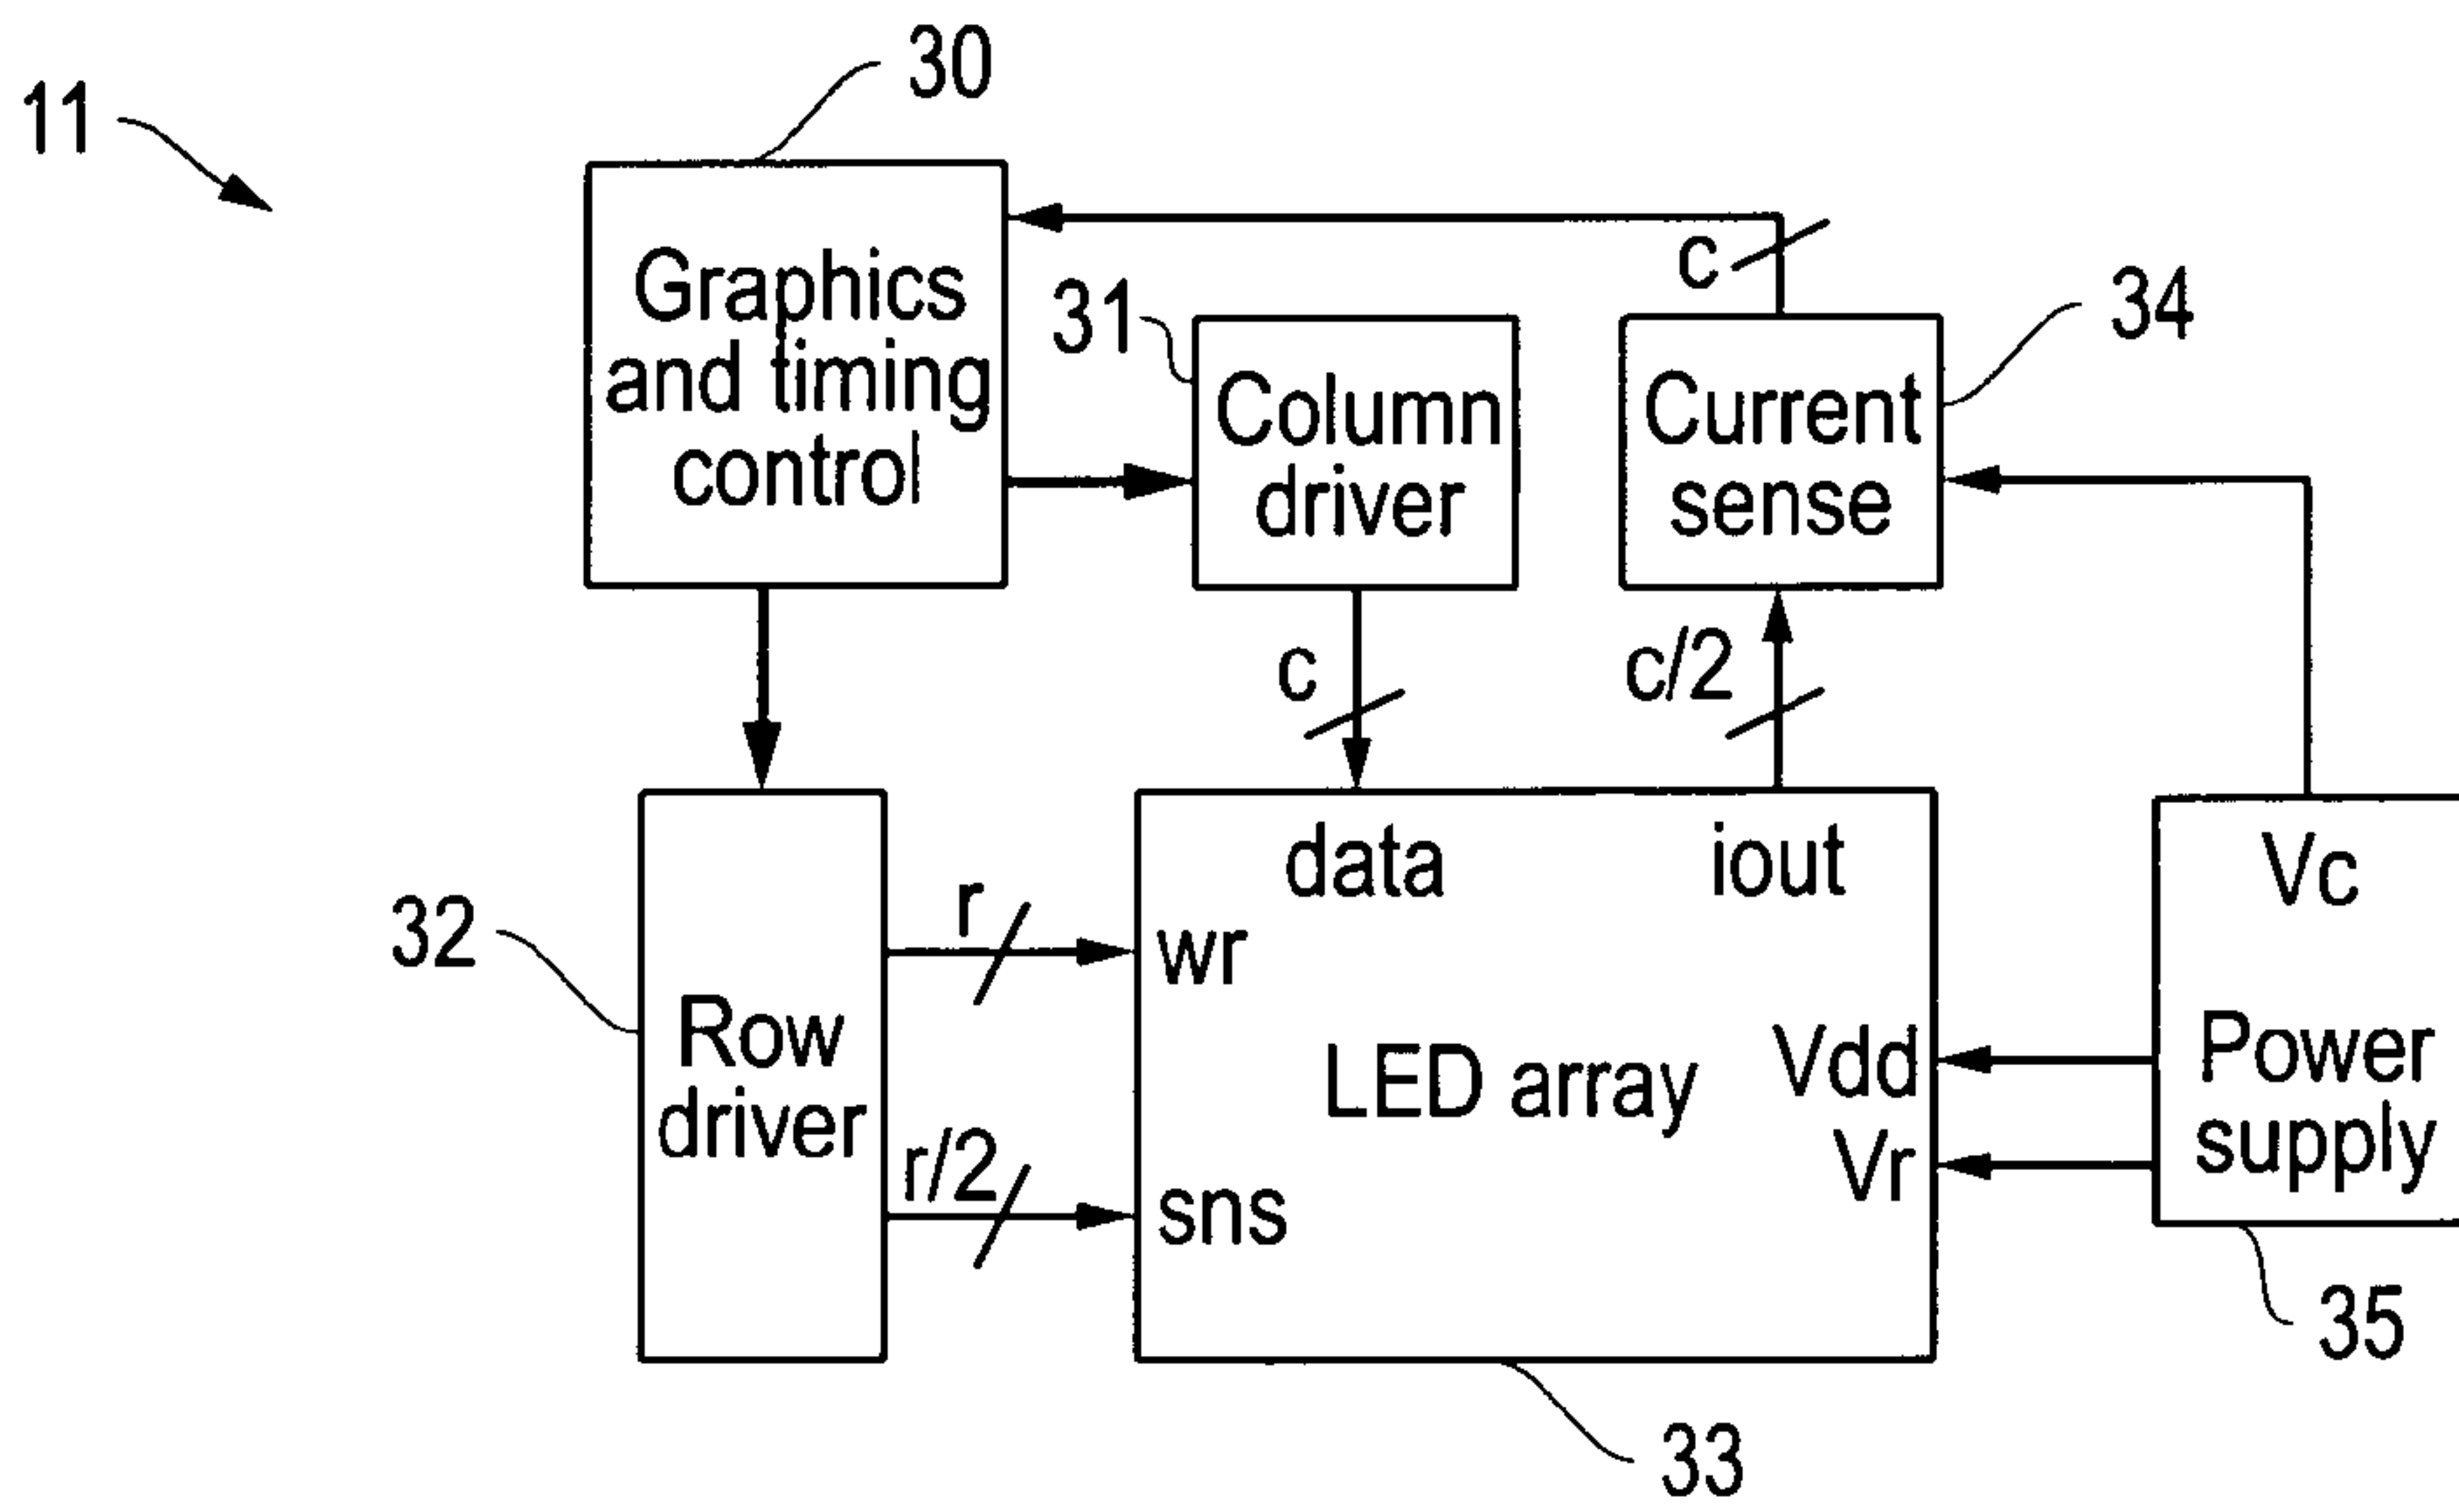 11
30
Graphics
and timing
control
31
Column
driver
c
Current
sense
34
c
c/2
32
Row
driver
r
r/2
data
iout
wr
LED array
sns
Vdd
Vr
Vc
Power
supply
35
33